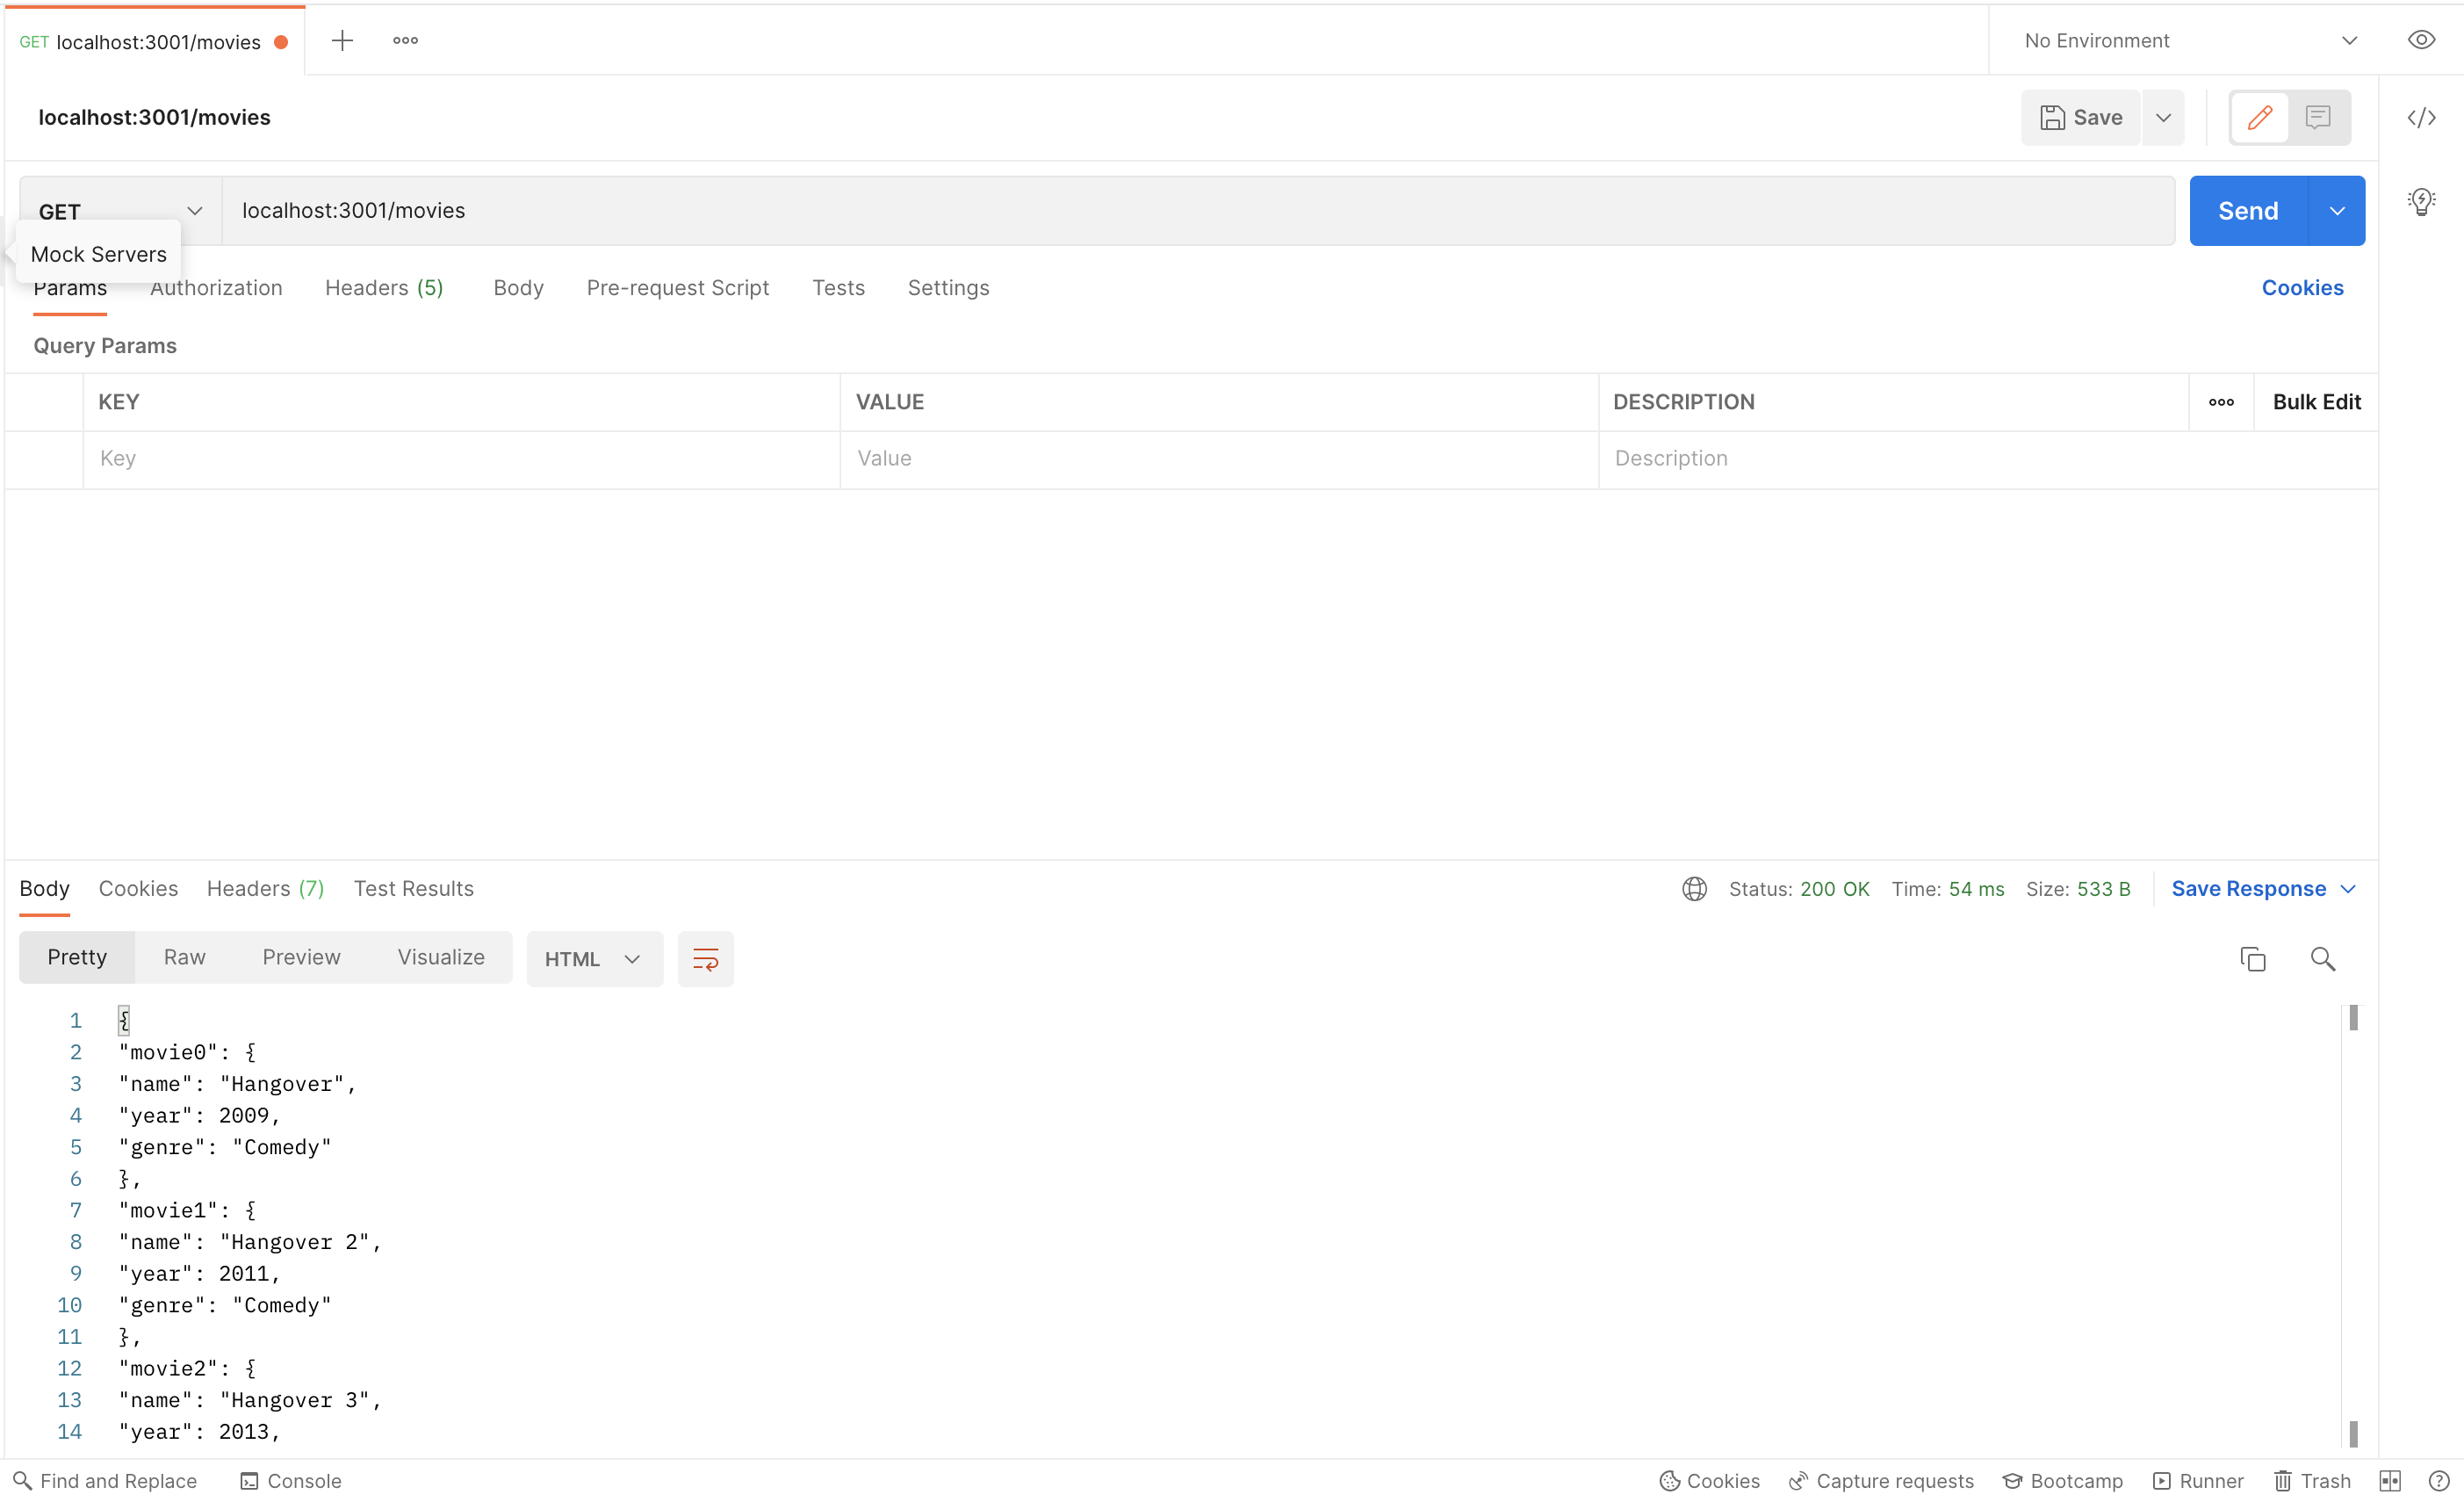 GET localhost:3001/movies
No Environment
localhost:3001/movies
Save
GET
localhost:3001/movies
Send
Mock Servers
Params Authorization Headers (5) Body Pre-request Script Tests Settings Cookies
Query Params
KEY VALUE DESCRIPTION Bulk Edit
Key Value Description
Body Cookies Headers (7) Test Results Status: 200 OK Time: 54 ms Size: 533 B Save Response
Pretty Raw Preview Visualize HTML
1 {
2 "movie0": {
3 "name": "Hangover",
4 "year": 2009,
5 "genre": "Comedy"
6 },
7 "movie1": {
8 "name": "Hangover 2",
9 "year": 2011,
10 "genre": "Comedy"
11 },
12 "movie2": {
13 "name": "Hangover 3",
14 "year": 2013,
Find and Replace Console Cookies Capture requests Bootcamp Runner Trash